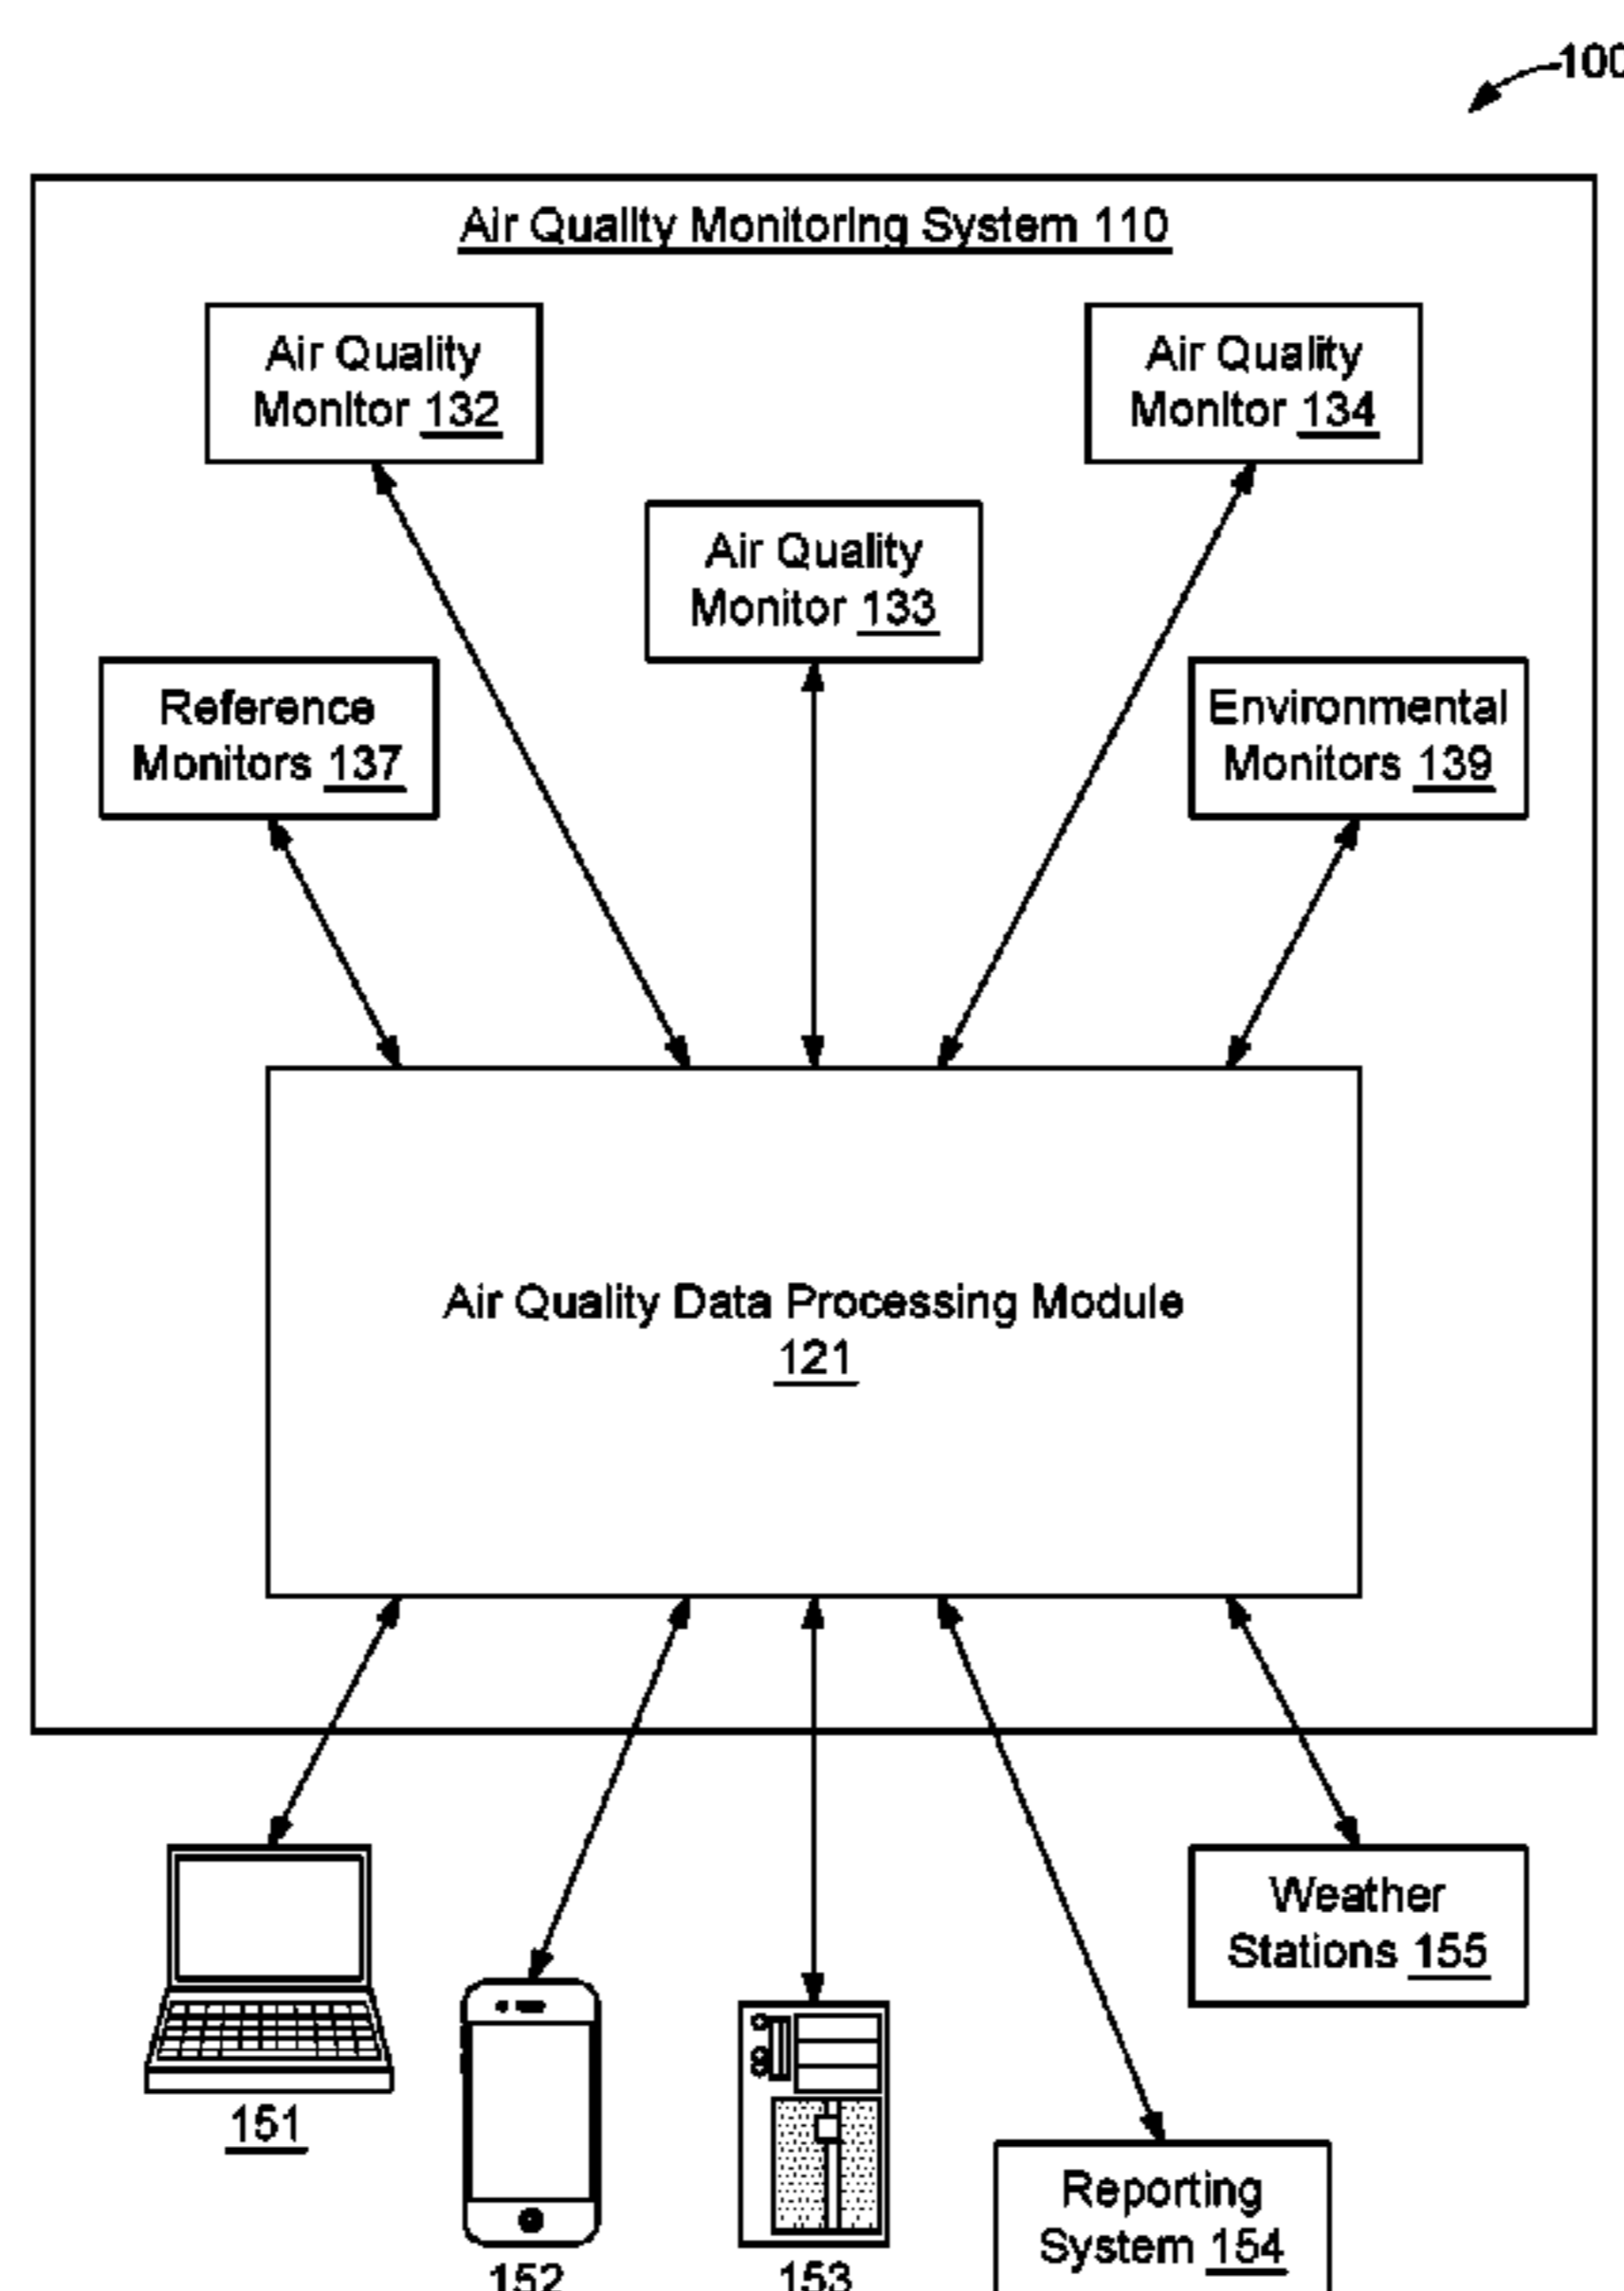 100
Air Quality Monitoring System 110
Air Quality
Monitor 132
Air Quality
Monitor 134
Air Quality
Monitor 133
Reference
Monitors 137
Environmental
Monitors 139
Air Quality Data Processing Module
121
Weather
Stations 155
151
Reporting
System 154
152
153